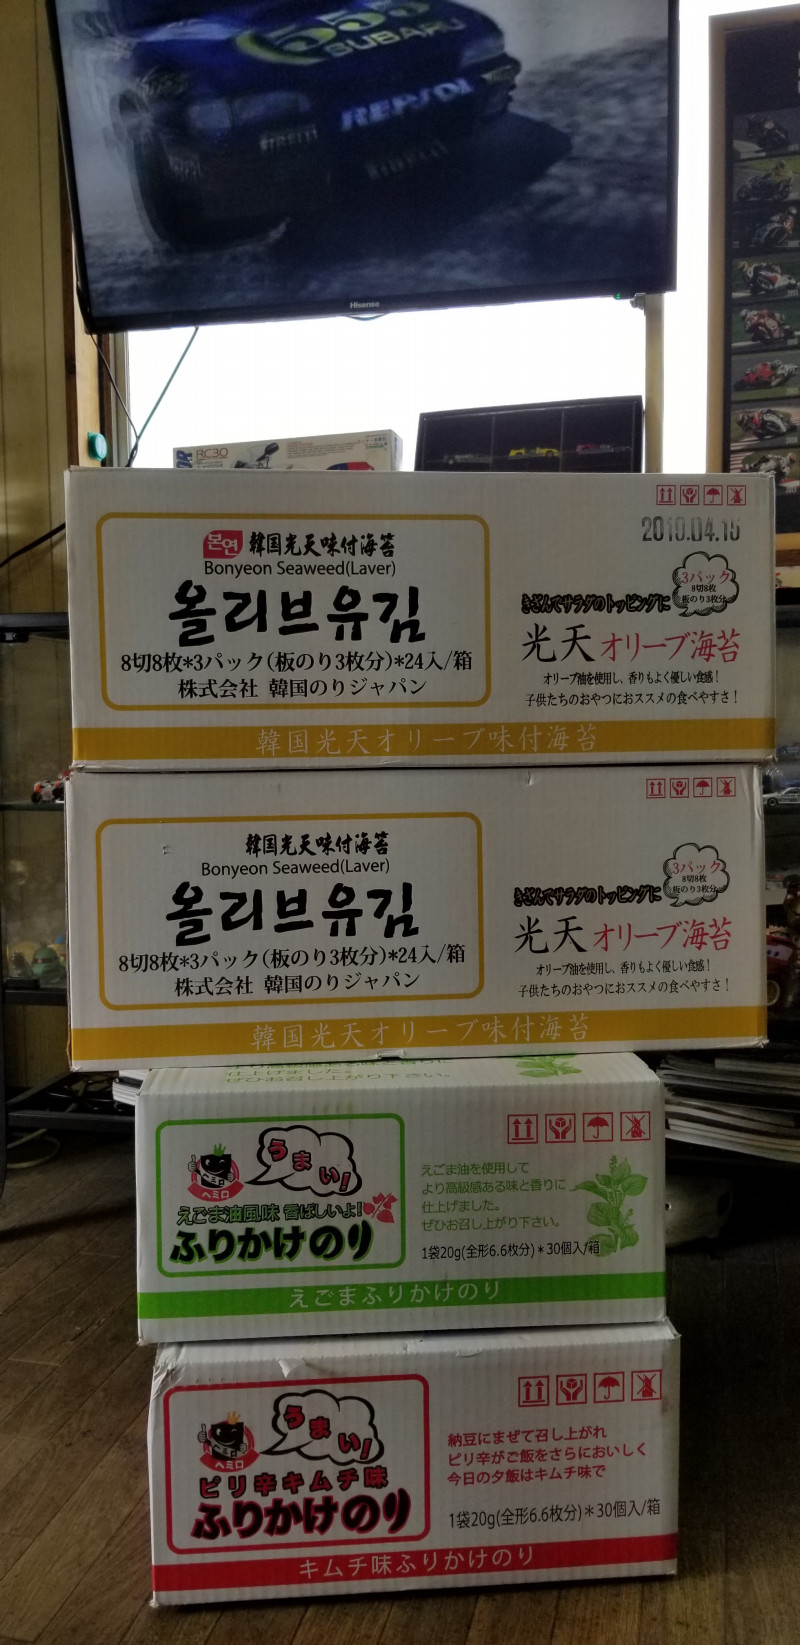 555
SUBARU
REPSOL
PIRELLI
PIRELLI
Hisense
RC30
본연 韓国光天味付海苔
Bonyeon Seaweed(Laver)
올리브유김
8切8枚*3パック(板のり3枚分)*24入/箱
株式会社 韓国のりジャパン
2019.04.15
3パック
8切8枚
板のり3枚分
きざんでサラダのトッピングに
光天オリーブ海苔
オリーブ油を使用し、香りもよく優しい食感!
子供たちのおやつにおススメの食べやすさ!
韓国光天オリーブ味付海苔
韓国光天味付海苔
Bonyeon Seaweed(Laver)
올리브유김
8切8枚*3パック(板のり3枚分)*24入/箱
株式会社 韓国のりジャパン
3パック
8切8枚
板のり3枚分
きざんでサラダのトッピングに
光天オリーブ海苔
オリーブ油を使用し、香りもよく優しい食感!
子供たちのおやつにおススメの食べやすさ!
韓国光天オリーブ味付海苔
仕上げました。
ぜひお召し上がり下さい。
うまい!
ヘミロ
えごま油風味 香ばしいよ!
ふりかけのり
えごま油を使用して
より高級感ある味と香りに
仕上げました。
ぜひお召し上がり下さい。
1袋20g(全形6.6枚分)*30個入/箱
えごまふりかけのり
うまい!
ヘミロ
ピリ辛キムチ味
ふりかけのり
納豆にまぜて召し上がれ
ピリ辛がご飯をさらにおいしく
今日の夕飯はキムチ味で
1袋20g(全形6.6枚分)*30個入/箱
キムチ味ふりかけのり